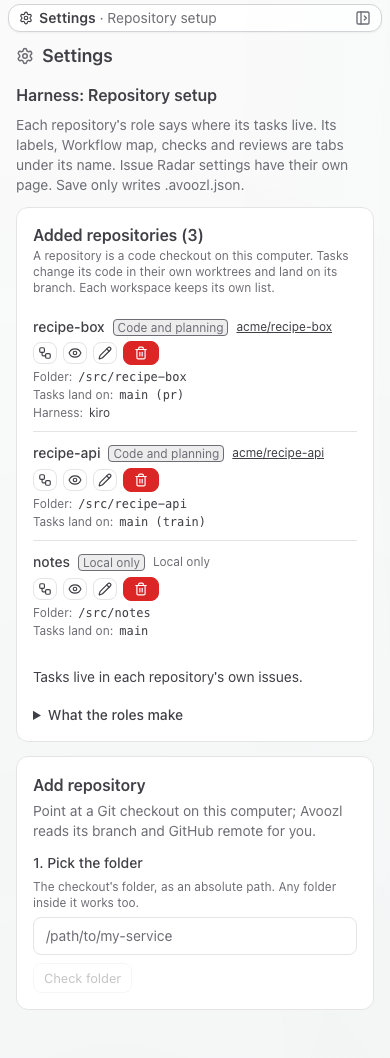 Settings · Repository setup
Settings
Harness: Repository setup
Each repository's role says where its tasks live. Its
labels, Workflow map, checks and reviews are tabs
under its name. Issue Radar settings have their own
page. Save only writes .avoozl.json.
Added repositories (3)
A repository is a code checkout on this computer. Tasks
change its code in their own worktrees and land on its
branch. Each workspace keeps its own list.
recipe-box Code and planning acme/recipe-box
Folder: /src/recipe-box
Tasks land on: main (pr)
Harness: kiro
recipe-api Code and planning acme/recipe-api
Folder: /src/recipe-api
Tasks land on: main (train)
notes Local only Local only
Folder: /src/notes
Tasks land on: main
Tasks live in each repository's own issues.
What the roles make
Add repository
Point at a Git checkout on this computer; Avoozl
reads its branch and GitHub remote for you.
1. Pick the folder
The checkout's folder, as an absolute path. Any folder
inside it works too.
/path/to/my-service
Check folder